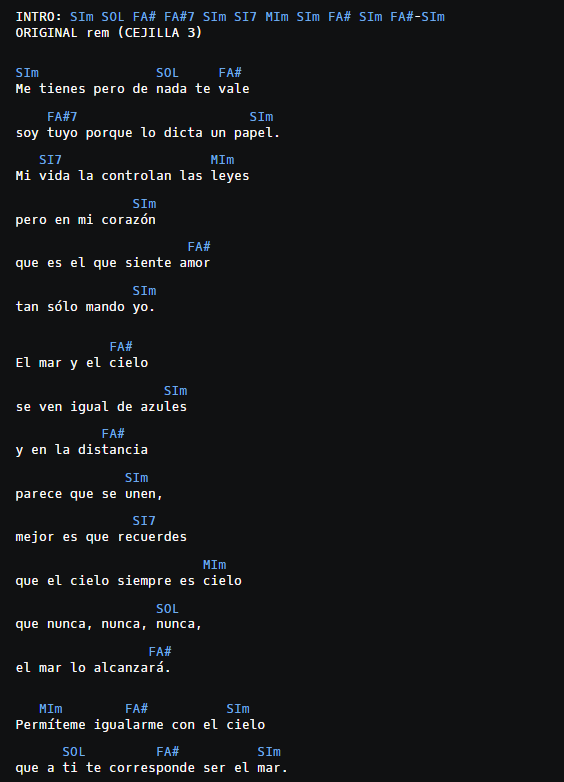 INTRO: SIm SOL FA# FA#7 SIm SI7 MIm SIm FA# SIm FA#-SIm
ORIGINAL rem (CEJILLA 3)
SIm SOL FA#
Me tienes pero de nada te vale
FA#7 SIm
soy tuyo porque lo dicta un papel.
SI7 MIm
Mi vida la controlan las leyes
SIm
pero en mi corazón
FA#
que es el que siente amor
SIm
tan sólo mando yo.
FA#
El mar y el cielo
SIm
se ven igual de azules
FA#
y en la distancia
SIm
parece que se unen,
SI7
mejor es que recuerdes
MIm
que el cielo siempre es cielo
SOL
que nunca, nunca, nunca,
FA#
el mar lo alcanzará.
MIm FA# SIm
Permíteme igualarme con el cielo
SOL FA# SIm
que a ti te corresponde ser el mar.